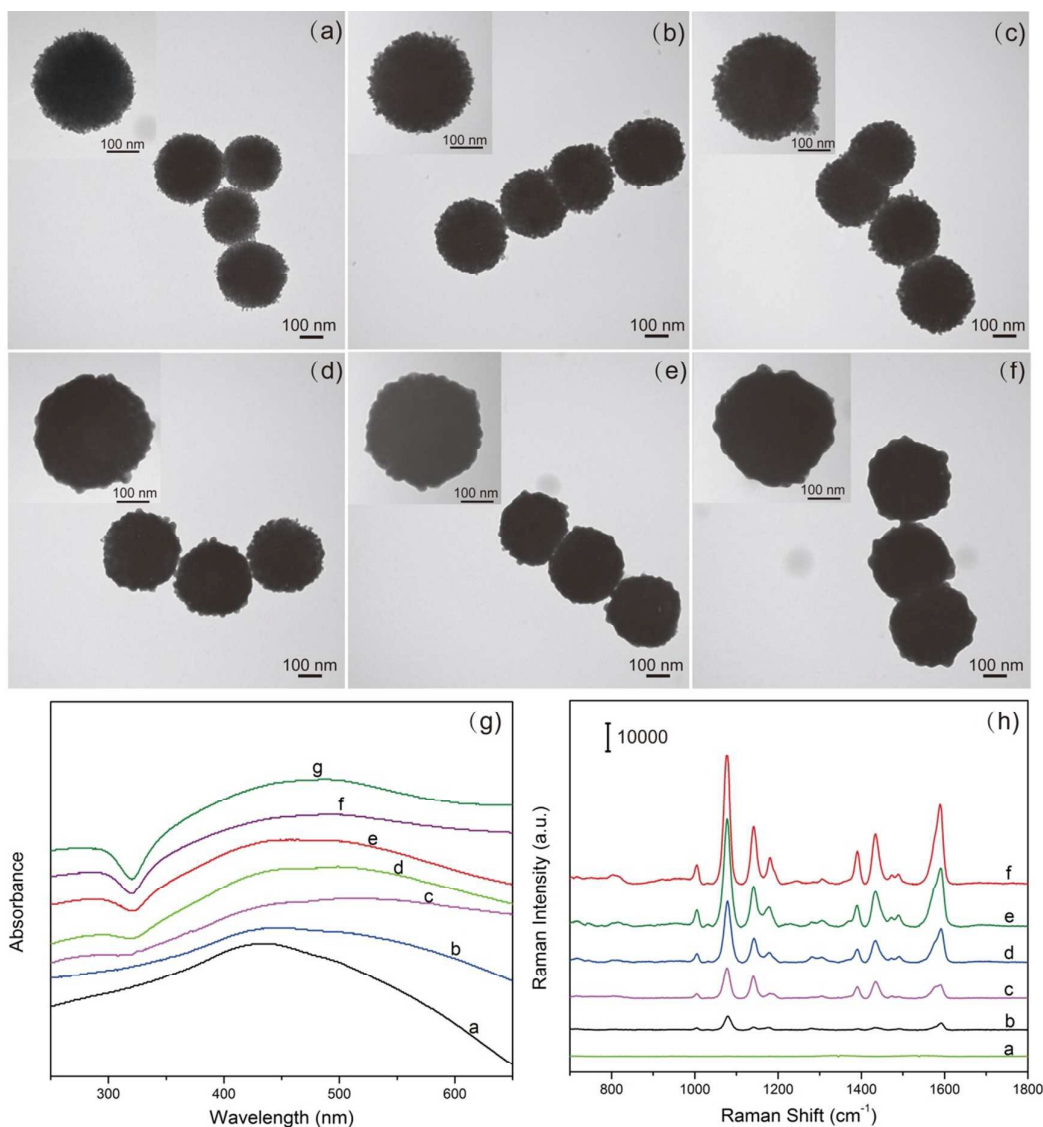 (a)
100 nm
100 nm
(b)
100 nm
100 nm
(c)
100 nm
100 nm
(d)
100 nm
100 nm
(e)
100 nm
100 nm
(f)
100 nm
100 nm
(g)
g
f
e
d
c
b
a
Absorbance
300 400 500 600
Wavelength (nm)
(h)
10000
f
e
d
c
b
a
Raman Intensity (a.u.)
800 1000 1200 1400 1600 1800
Raman Shift (cm⁻¹)